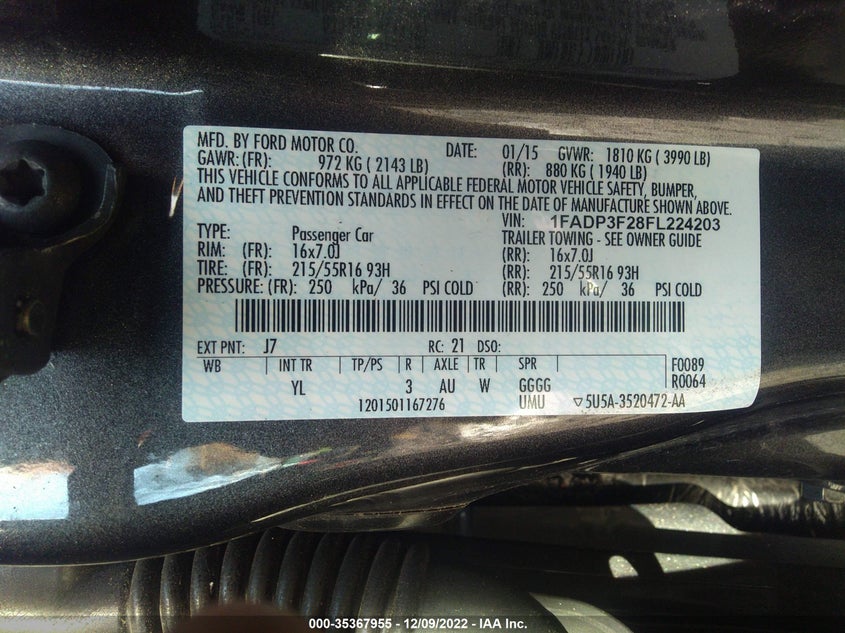 MFD. BY FORD MOTOR CO.
DATE: 01/15 GVWR: 1810 KG ( 3990 LB)
GAWR: (FR): 972 KG ( 2143 LB) (RR): 880 KG ( 1940 LB)
THIS VEHICLE CONFORMS TO ALL APPLICABLE FEDERAL MOTOR VEHICLE SAFETY, BUMPER,
AND THEFT PREVENTION STANDARDS IN EFFECT ON THE DATE OF MANUFACTURE SHOWN ABOVE.
VIN: 1FADP3F28FL224203
TYPE: Passenger Car TRAILER TOWING - SEE OWNER GUIDE
RIM: (FR): 16x7.0J (RR): 16x7.0J
TIRE: (FR): 215/55R16 93H (RR): 215/55R16 93H
PRESSURE: (FR): 250 kPa/ 36 PSI COLD (RR): 250 kPa/ 36 PSI COLD
EXT PNT: J7 RC: 21 DSO:
WB INT TR TP/PS R AXLE TR SPR F0089
YL 3 AU W GGGG R0064
1201501167276 UMU ▽5U5A-3520472-AA
000-35367955 - 12/09/2022 - IAA Inc.